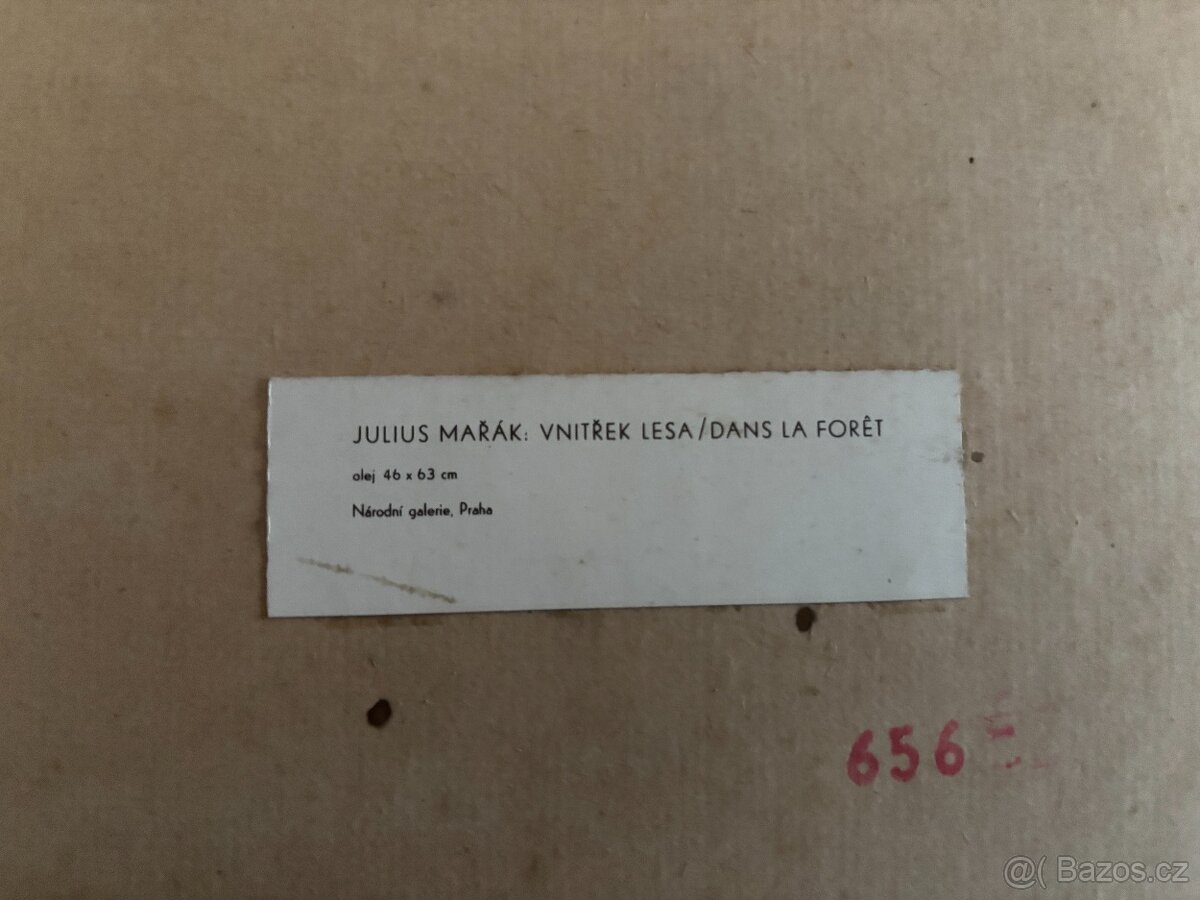 JULIUS MAŘÁK: VNITŘEK LESA/DANS LA FORÊT
olej 46 x 63 cm
Národní galerie, Praha
656
@( Bazos.cz